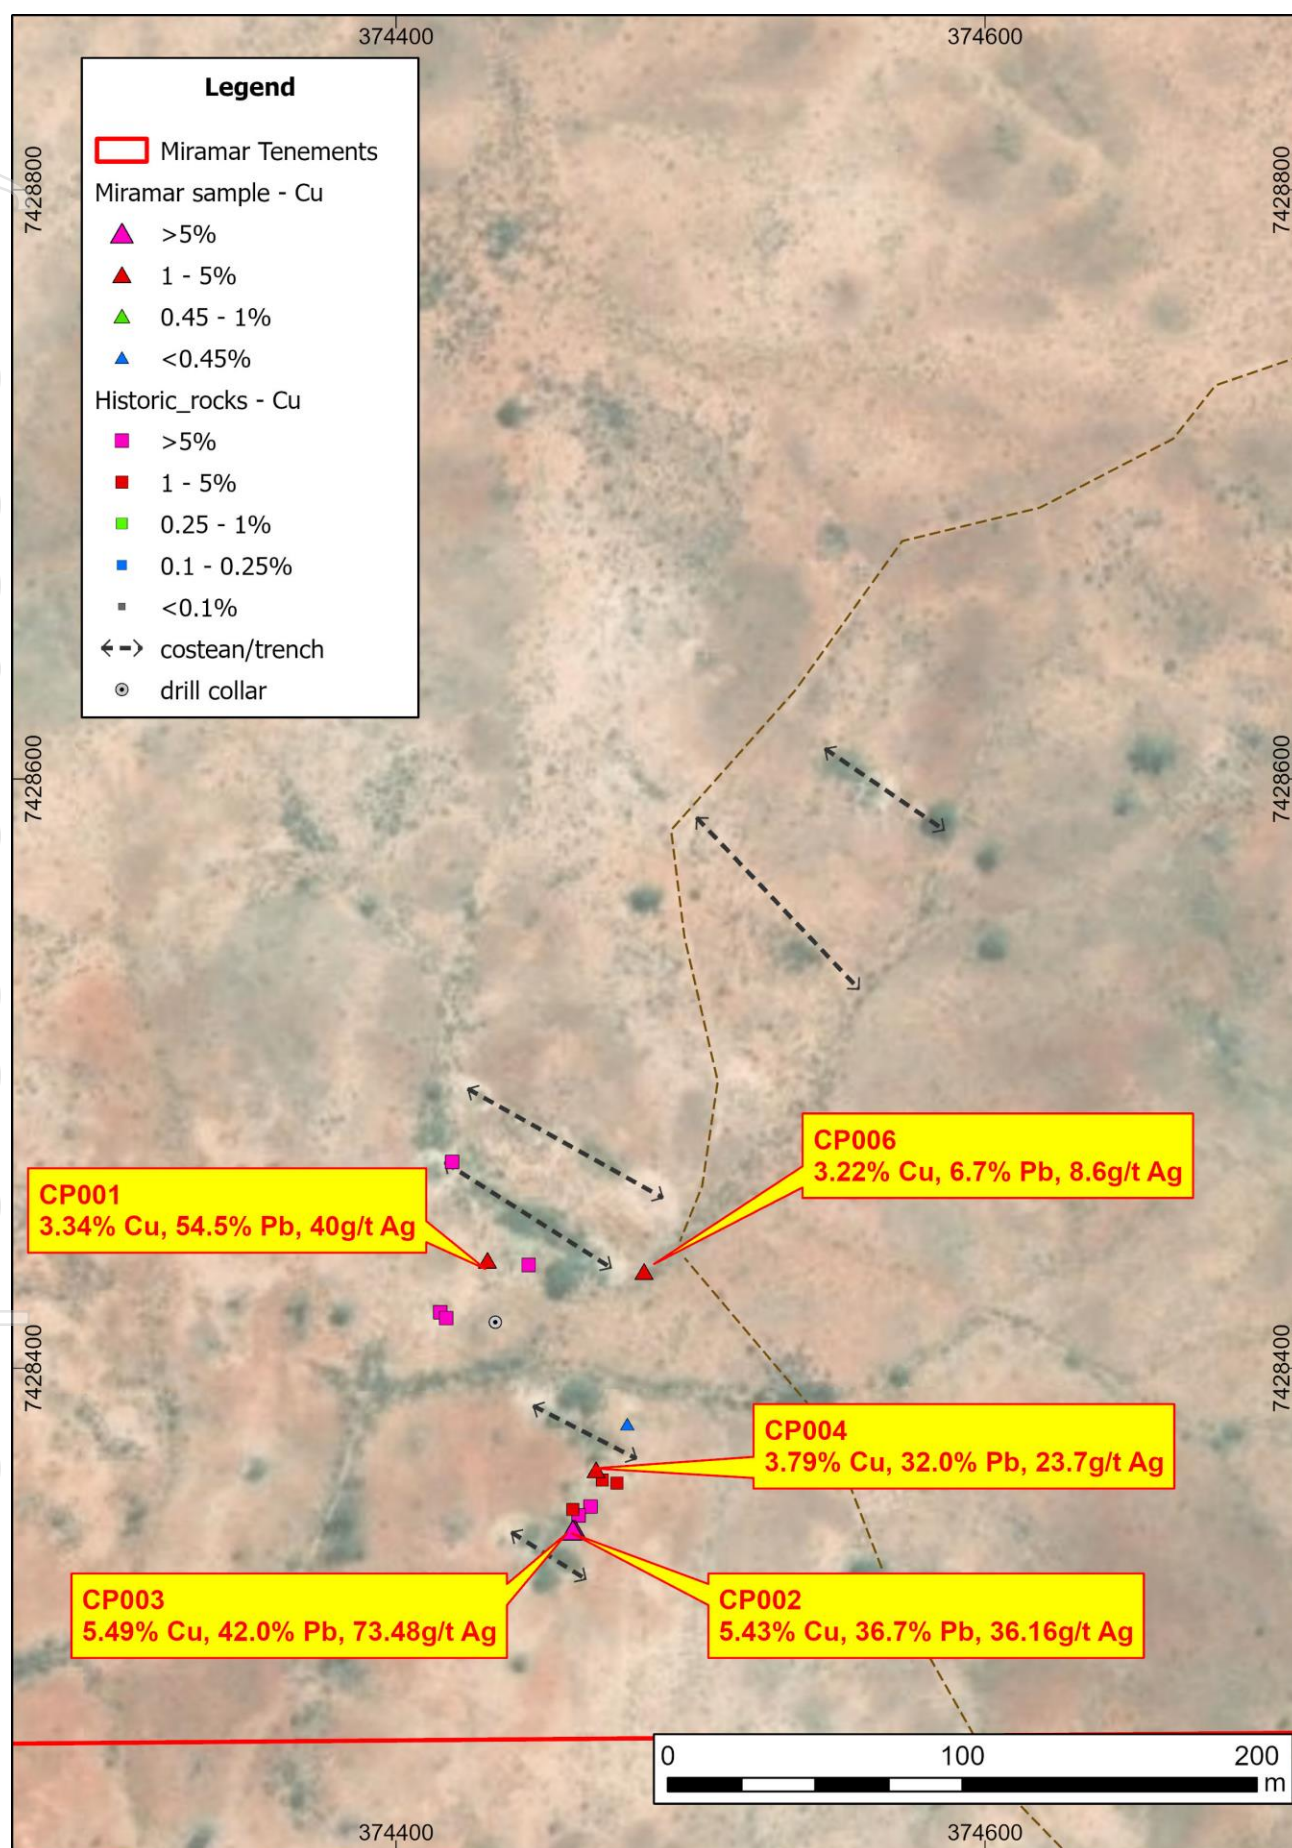 374400
374600
Legend
Miramar Tenements
Miramar sample - Cu
>5%
1 - 5%
0.45 - 1%
<0.45%
Historic_rocks - Cu
>5%
1 - 5%
0.25 - 1%
0.1 - 0.25%
<0.1%
costean/trench
drill collar
7428800
7428800
7428600
7428600
CP006
3.22% Cu, 6.7% Pb, 8.6g/t Ag
CP001
3.34% Cu, 54.5% Pb, 40g/t Ag
7428400
7428400
CP004
3.79% Cu, 32.0% Pb, 23.7g/t Ag
CP003
5.49% Cu, 42.0% Pb, 73.48g/t Ag
CP002
5.43% Cu, 36.7% Pb, 36.16g/t Ag
0 100 200
m
374400
374600